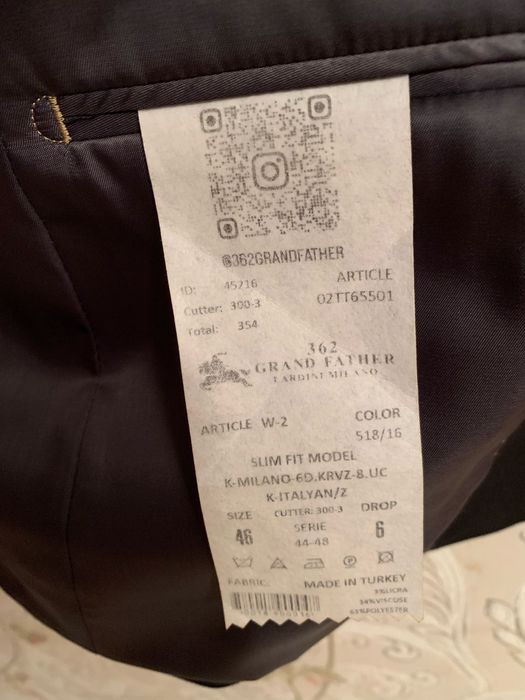 @362GRANDFATHER
ID: 45216
Cutter: 300-3
Total: 354
ARTICLE
02TT65501
362
GRAND FATHER
TARDINI MILANO
ARTICLE W-2
COLOR
518/16
SLIM FIT MODEL
K-MILANO-6D.KRVZ-8.UC
K-ITALYAN/Z
SIZE
46
CUTTER: 300-3
SERIE
44-48
DROP
6
FABRIC:
MADE IN TURKEY
3%LICRA
34%VISCOSE
63%POLYESTER